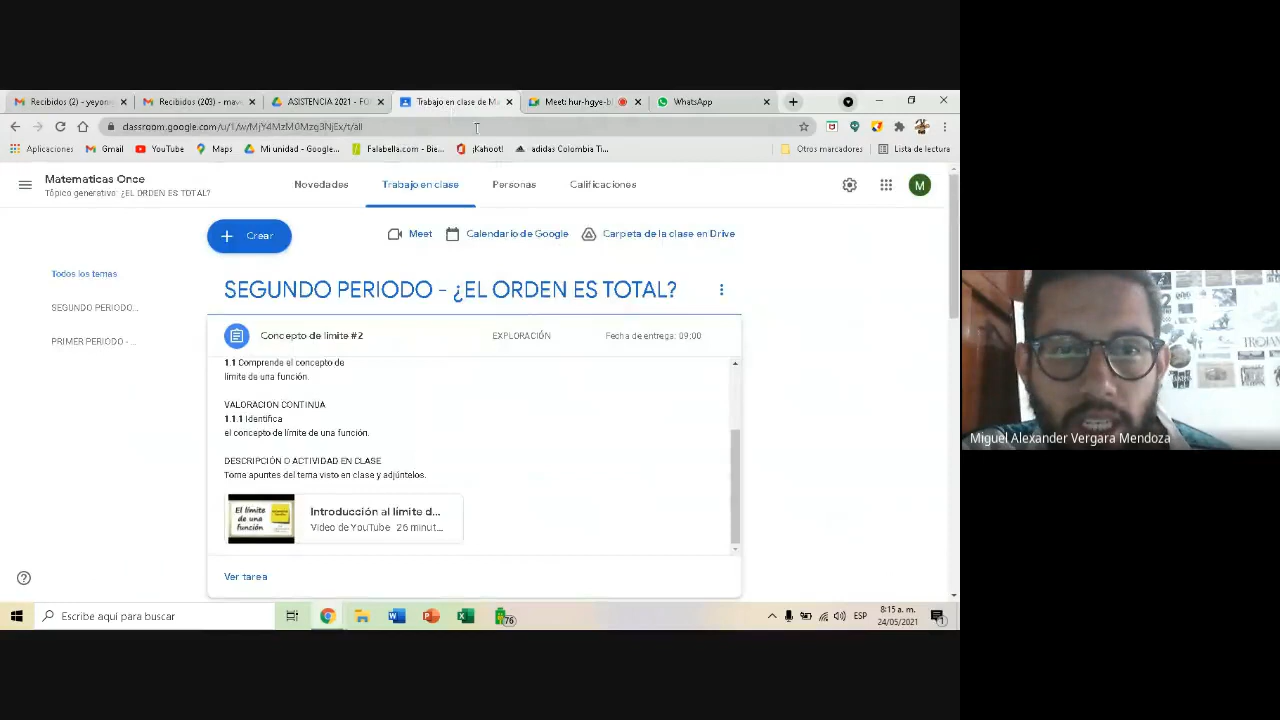 Recibidos (2) - yeyon
Recibidos (203) - mav
ASISTENCIA 2021 - FO
Trabajo en clase de Ma
Meet: hur-hgye-b
WhatsApp
classroom.google.com/u/1/w/MjY4MzM0Mzg3NjEx/t/all
Aplicaciones
Gmail
YouTube
Maps
Mi unidad - Google...
Falabella.com - Bie...
¡Kahoot!
adidas Colombia Ti...
Otros marcadores
Lista de lectura
Matematicas Once
Tópico generativo: ¿EL ORDEN ES TOTAL?
Novedades
Trabajo en clase
Personas
Calificaciones
M
Crear
Meet
Calendario de Google
Carpeta de la clase en Drive
Todos los temas
SEGUNDO PERIODO...
PRIMER PERIODO - ...
SEGUNDO PERIODO - ¿EL ORDEN ES TOTAL?
Concepto de límite #2
EXPLORACIÓN
Fecha de entrega: 09:00
1.1 Comprende el concepto de
límite de una función.
VALORACION CONTINUA
1.1.1 Identifica
el concepto de límite de una función.
DESCRIPCIÓN O ACTIVIDAD EN CLASE
Tome apuntes del tema visto en clase y adjúntelos.
El límite
de una
función
Introducción al límite d...
Video de YouTube 26 minut...
Ver tarea
Escribe aquí para buscar
76
ESP
8:15 a. m.
24/05/2021
1
TROJAN
Miguel Alexander Vergara Mendoza